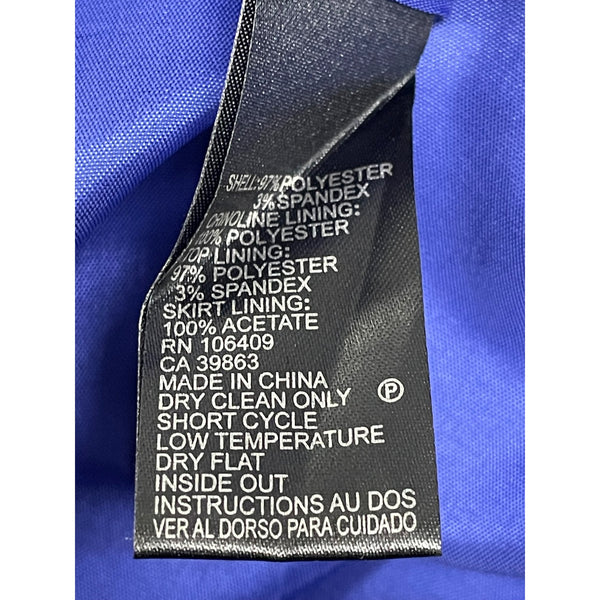 SHELL: 97% POLYESTER
3% SPANDEX
CRINOLINE LINING:
100% POLYESTER
TOP LINING:
97% POLYESTER
3% SPANDEX
SKIRT LINING:
100% ACETATE
RN 106409
CA 39863
MADE IN CHINA
DRY CLEAN ONLY Ⓟ
SHORT CYCLE
LOW TEMPERATURE
DRY FLAT
INSIDE OUT
INSTRUCTIONS AU DOS
VER AL DORSO PARA CUIDADO